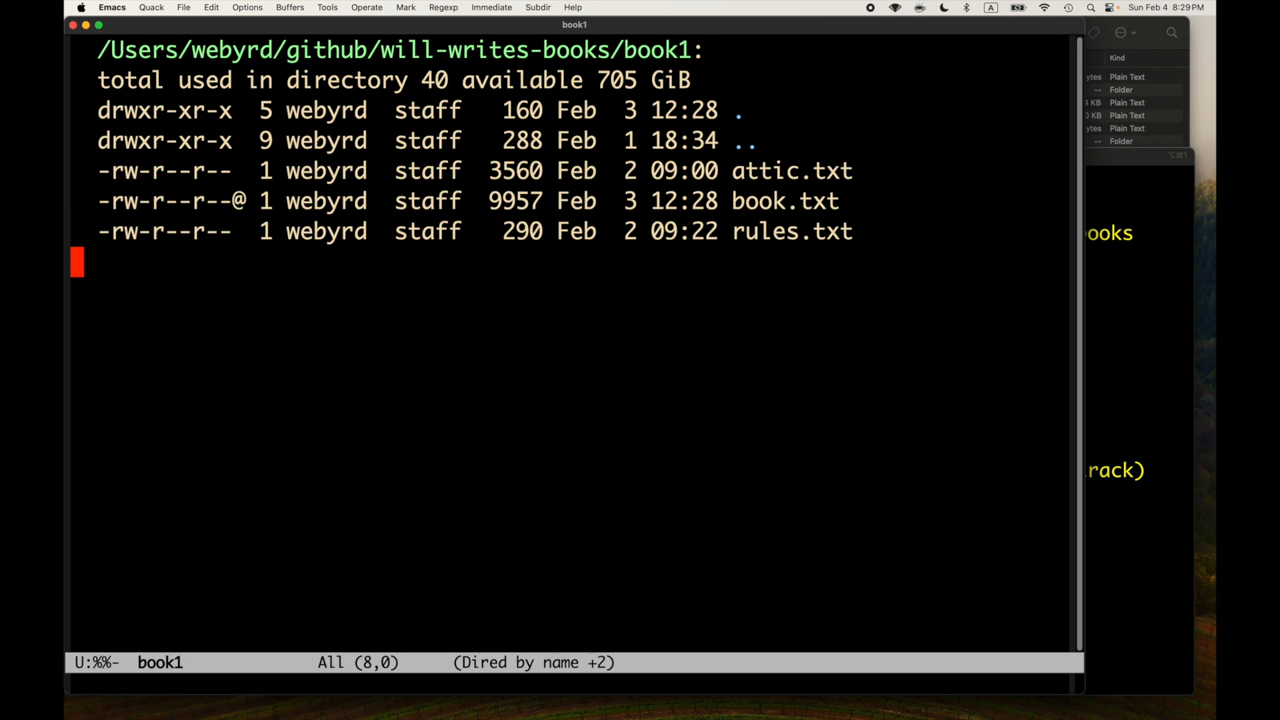 Emacs Quack File Edit Options Buffers Tools Operate Mark Regexp Immediate Subdir Help A Sun Feb 4 8:29 PM
book1
/Users/webyrd/github/will-writes-books/book1:
total used in directory 40 available 705 GiB
drwxr-xr-x 5 webyrd staff 160 Feb 3 12:28 .
drwxr-xr-x 9 webyrd staff 288 Feb 1 18:34 ..
-rw-r--r-- 1 webyrd staff 3560 Feb 2 09:00 attic.txt
-rw-r--r--@ 1 webyrd staff 9957 Feb 3 12:28 book.txt
-rw-r--r-- 1 webyrd staff 290 Feb 2 09:22 rules.txt
U:%%- book1 All (8,0) (Dired by name +2)
Kind
ytes Plain Text
-- Folder
KB Plain Text
KB Plain Text
ytes Plain Text
-- Folder
⌥⌘1
ooks
rack)